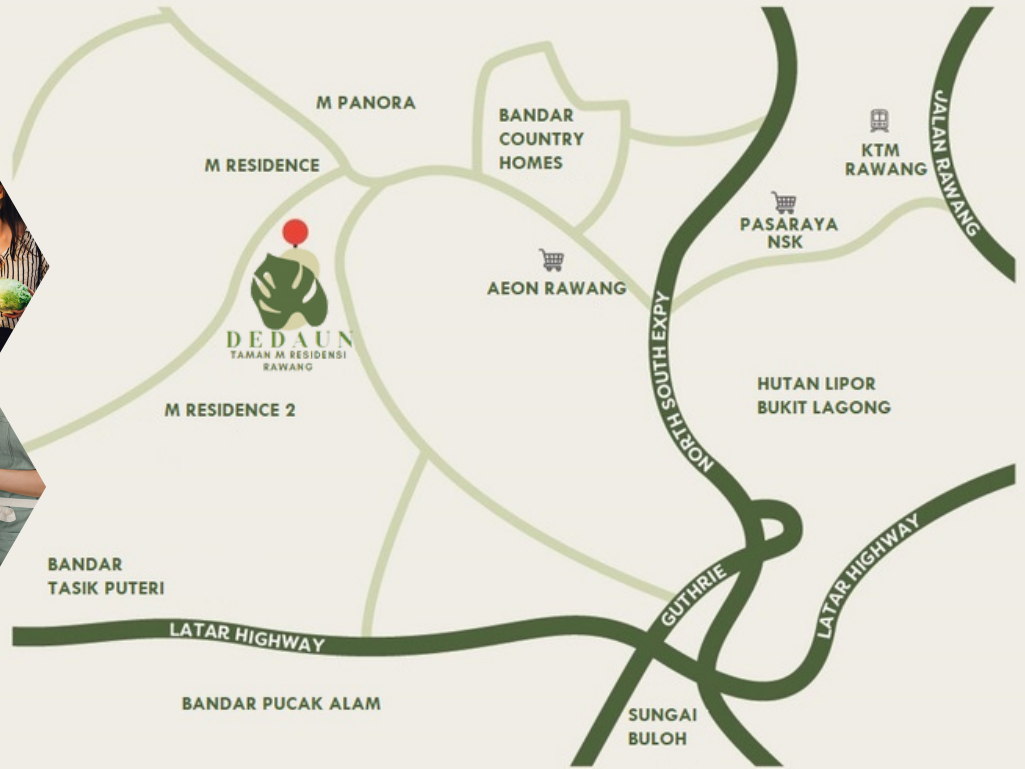 M PANORA
BANDAR
COUNTRY
HOMES
M RESIDENCE
KTM
RAWANG
JALAN RAWANG
PASARAYA
NSK
AEON RAWANG
DEDAUN
TAMAN M RESIDENSI
RAWANG
NORTH SOUTH EXPY
HUTAN LIPOR
BUKIT LAGONG
M RESIDENCE 2
BANDAR
TASIK PUTERI
GUTHRIE
LATAR HIGHWAY
LATAR HIGHWAY
BANDAR PUCAK ALAM
SUNGAI
BULOH